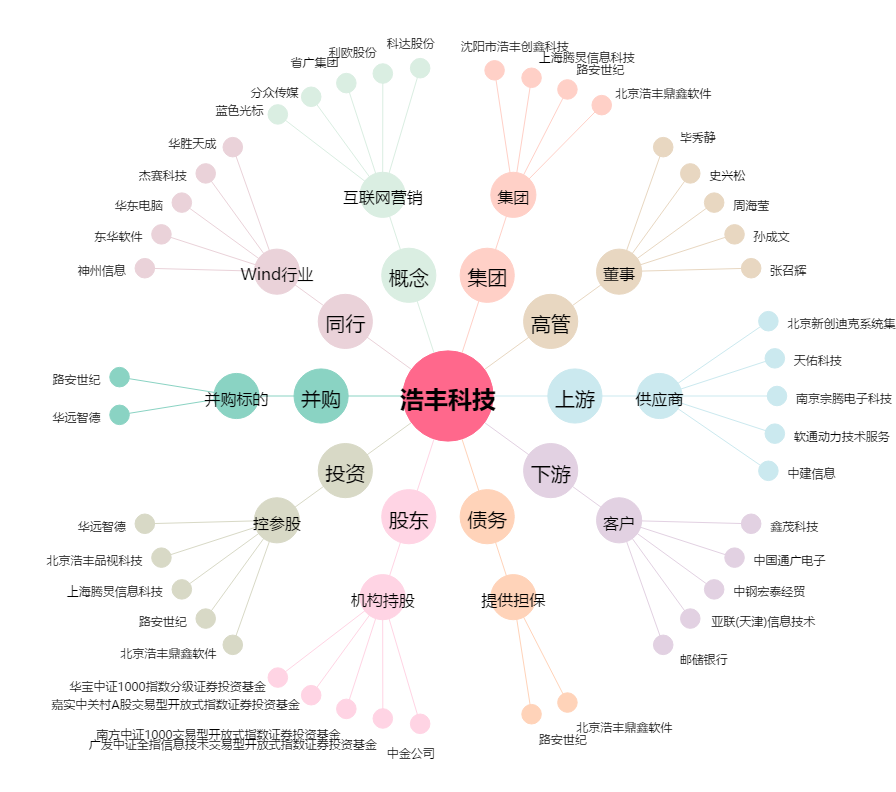 浩丰科技
概念
互联网营销
蓝色光标
分众传媒
省广集团
利欧股份
科达股份
集团
集团
沈阳市浩丰创鑫科技
上海腾炅信息科技
路安世纪
北京浩丰鼎鑫软件
高管
董事
毕秀静
史兴松
周海莹
孙成文
张召辉
上游
供应商
北京新创迪克系统集
天佑科技
南京宗腾电子科技
软通动力技术服务
中建信息
下游
客户
鑫茂科技
中国通广电子
中钢宏泰经贸
亚联(天津)信息技术
邮储银行
债务
提供担保
北京浩丰鼎鑫软件
路安世纪
股东
机构持股
中金公司
广发中证全指信息技术交易型开放式指数证券投资基金
南方中证1000交易型开放式指数证券投资基金
嘉实中关村A股交易型开放式指数证券投资基金
华宝中证1000指数分级证券投资基金
投资
控参股
北京浩丰鼎鑫软件
路安世纪
上海腾炅信息科技
北京浩丰品视科技
华远智德
并购
并购标的
华远智德
路安世纪
同行
Wind行业
神州信息
东华软件
华东电脑
杰赛科技
华胜天成